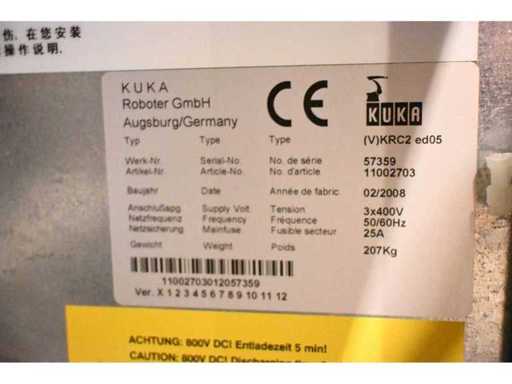 伤, 在您安装
操作说明.
KUKA
Roboter GmbH
Augsburg/Germany
CE
KUKA
Typ Type Type (V)KRC2 ed05
Werk-Nr. Serial-No. No. de série 57359
Artikel-Nr. Article-No. No. d'article 11002703
Baujahr Date Année de fabric. 02/2008
Anschlußspg Supply Volt. Tension 3x400V
Netzfrequenz Frequency Fréquence 50/60Hz
Netzsicherung Mainfuse Fusible secteur 25A
Gewicht Weight Poids 207Kg
11002703012057359
Ver. X 1 2 3 4 5 6 7 8 9 10 11 12
ACHTUNG: 800V DC! Entladezeit 5 min!
CAUTION: 800V DC!